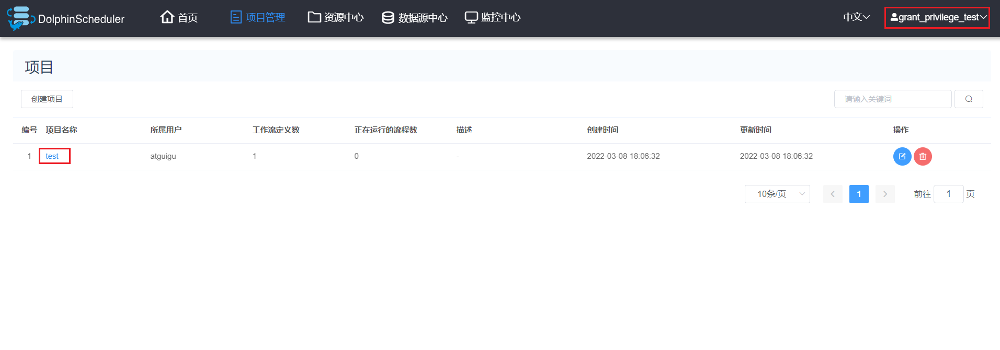 DolphinScheduler 首页 项目管理 资源中心 数据源中心 监控中心 中文 grant_privilege_test
项目
创建项目 请输入关键词
编号 项目名称 所属用户 工作流定义数 正在运行的流程数 描述 创建时间 更新时间 操作
1 test atguigu 1 0 - 2022-03-08 18:06:32 2022-03-08 18:06:32
10条/页 1 前往 1 页